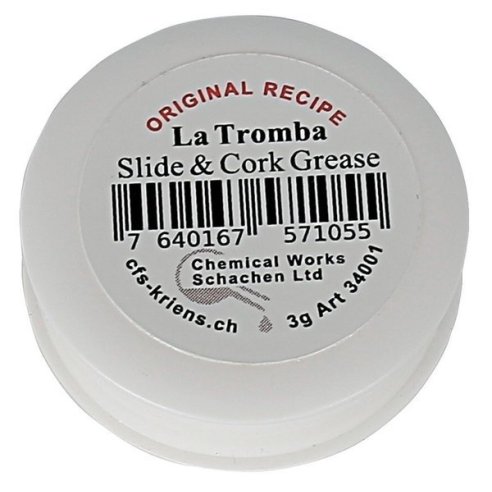 ORIGINAL RECIPE
La Tromba
Slide & Cork Grease
7 640167 571055
Chemical Works
Schachen Ltd
cfs-kriens.ch
3g Art 34001